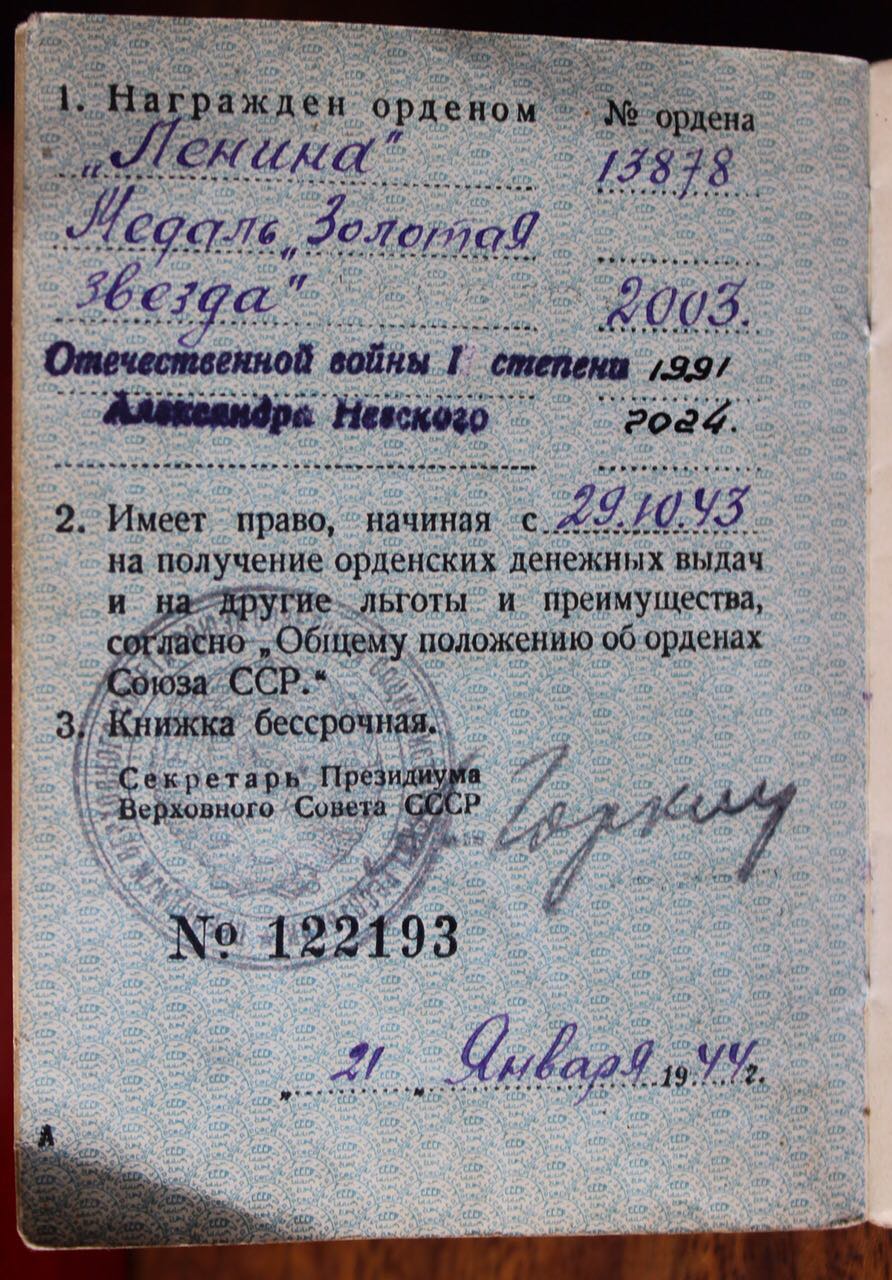 1. Награжден орденом № ордена
„Ленина" 13878
Медаль „Золотая
звезда" 2003.
Отечественной войны I степени 1991
Александра Невского 2024.
2. Имеет право, начиная с 29.10.43
на получение орденских денежных выдач
и на другие льготы и преимущества,
согласно „Общему положению об орденах
Союза ССР.“
3. Книжка бессрочная.
Секретарь Президиума
Верховного Совета СССР Горкин
№ 122193
„ 21 „ Января 1944 г.
А